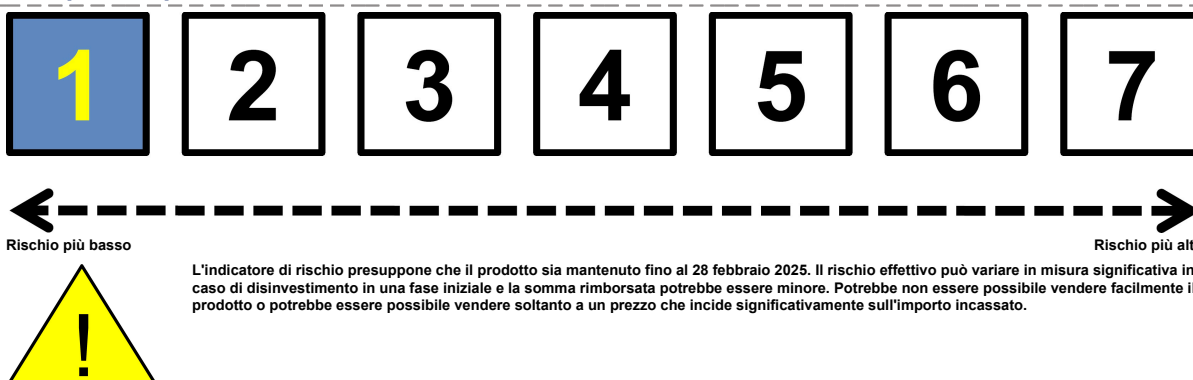 1 2 3 4 5 6 7
Rischio più basso Rischio più alt
L'indicatore di rischio presuppone che il prodotto sia mantenuto fino al 28 febbraio 2025. Il rischio effettivo può variare in misura significativa in
caso di disinvestimento in una fase iniziale e la somma rimborsata potrebbe essere minore. Potrebbe non essere possibile vendere facilmente il
prodotto o potrebbe essere possibile vendere soltanto a un prezzo che incide significativamente sull'importo incassato.
!